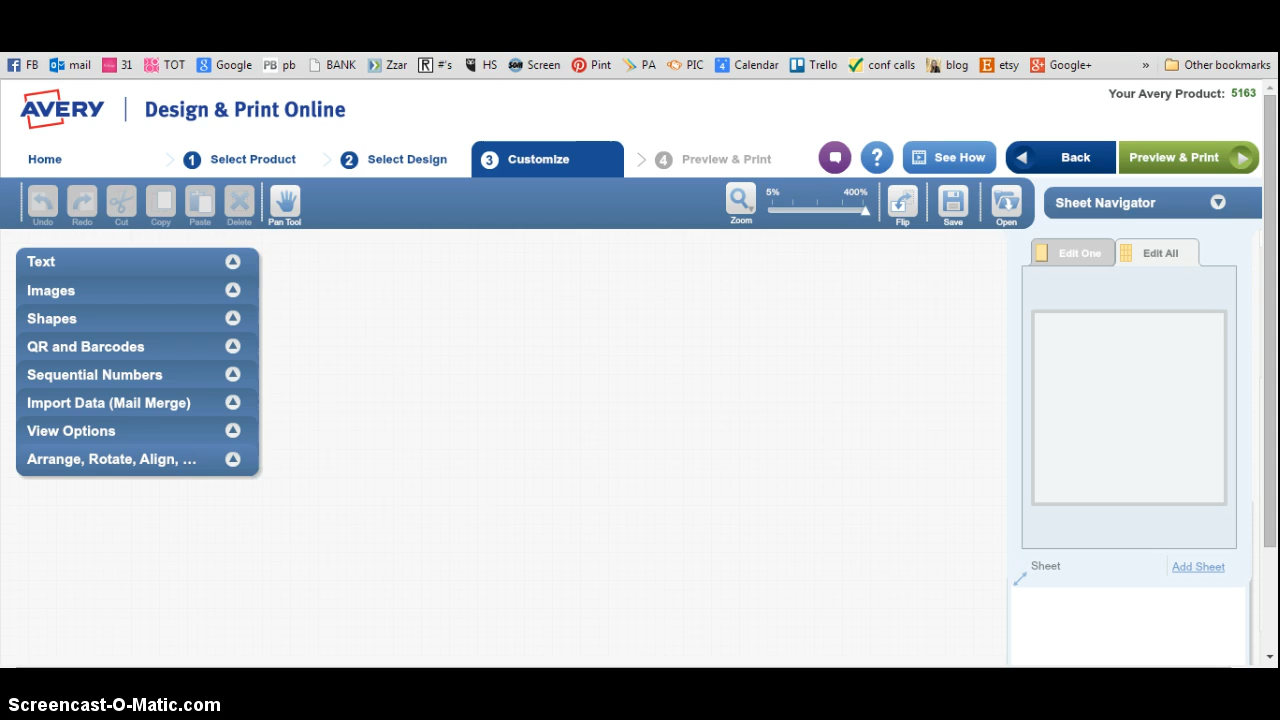 FB mail 31 TOT Google PB pb BANK Zzar R #'s HS Screen Pint PA PIC 4 Calendar Trello conf calls blog etsy Google+ » Other bookmarks
Your Avery Product: 5163
AVERY Design & Print Online
Home 1 Select Product 2 Select Design 3 Customize 4 Preview & Print ? See How Back Preview & Print
Undo Redo Cut Copy Paste Delete Pan Tool Zoom 5% 400% Flip Save Open Sheet Navigator
Edit One Edit All
Text
Images
Shapes
QR and Barcodes
Sequential Numbers
Import Data (Mail Merge)
View Options
Arrange, Rotate, Align, ...
Sheet Add Sheet
Screencast-O-Matic.com